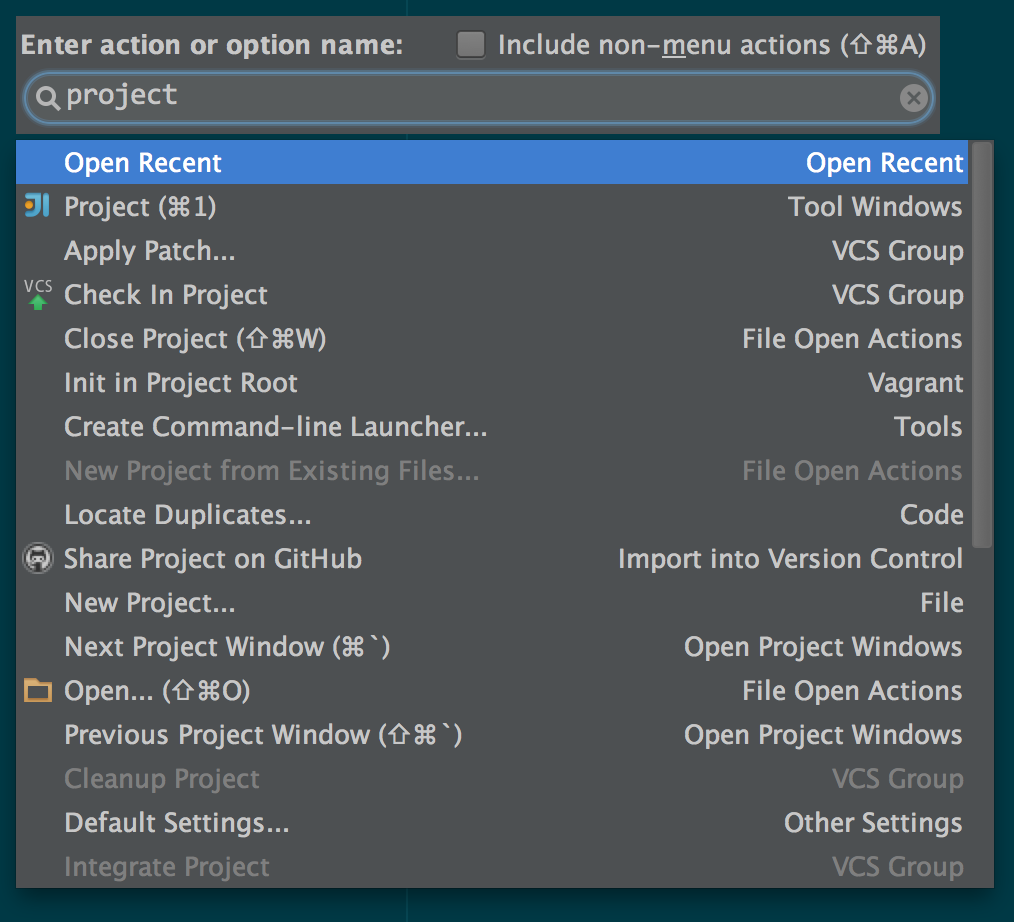 Enter action or option name: Include non-menu actions (⇧⌘A)
project
Open Recent Open Recent
Project (⌘1) Tool Windows
Apply Patch... VCS Group
VCS Check In Project VCS Group
Close Project (⇧⌘W) File Open Actions
Init in Project Root Vagrant
Create Command-line Launcher... Tools
New Project from Existing Files... File Open Actions
Locate Duplicates... Code
Share Project on GitHub Import into Version Control
New Project... File
Next Project Window (⌘`) Open Project Windows
Open... (⇧⌘O) File Open Actions
Previous Project Window (⇧⌘`) Open Project Windows
Cleanup Project VCS Group
Default Settings... Other Settings
Integrate Project VCS Group